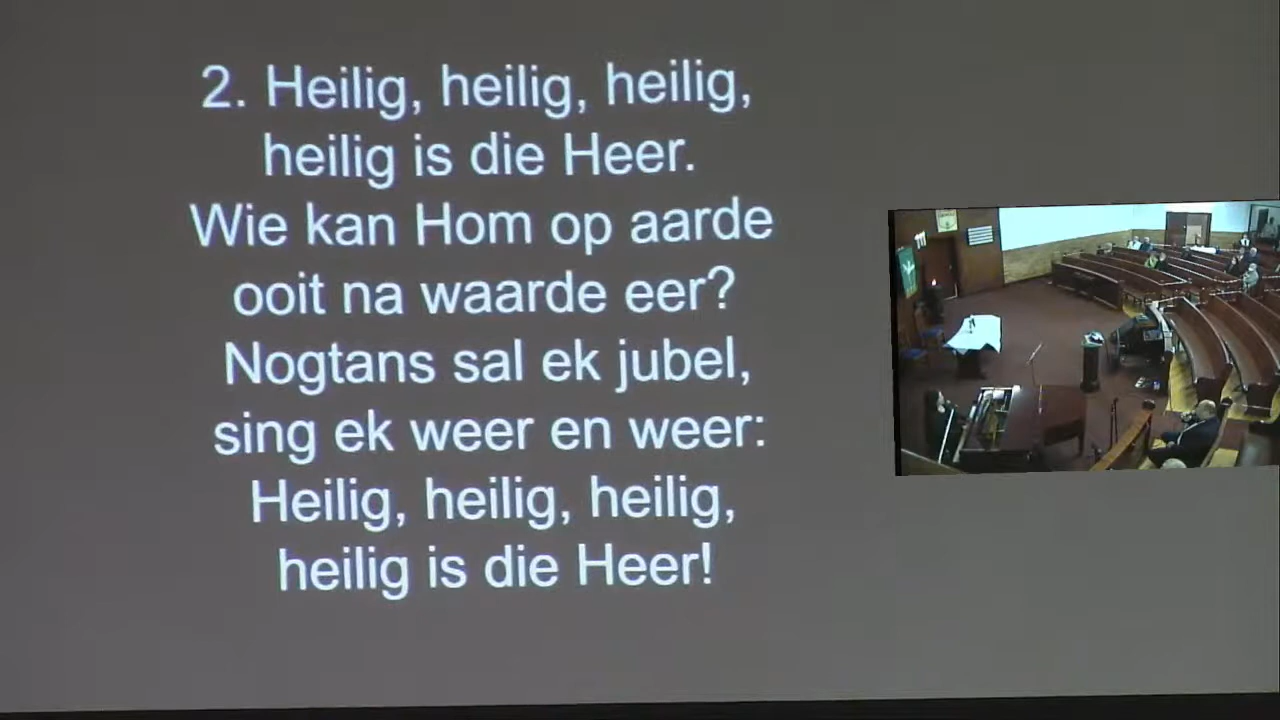 2. Heilig, heilig, heilig,
heilig is die Heer.
Wie kan Hom op aarde
ooit na waarde eer?
Nogtans sal ek jubel,
sing ek weer en weer:
Heilig, heilig, heilig,
heilig is die Heer!